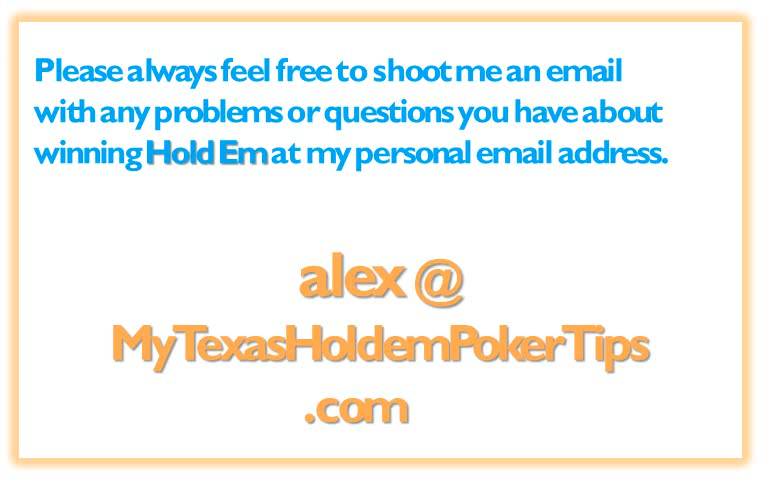 Please always feel free to shoot me an email
with any problems or questions you have about
winning Hold Em at my personal email address.
alex @
MyTexasHoldemPokerTips
.com